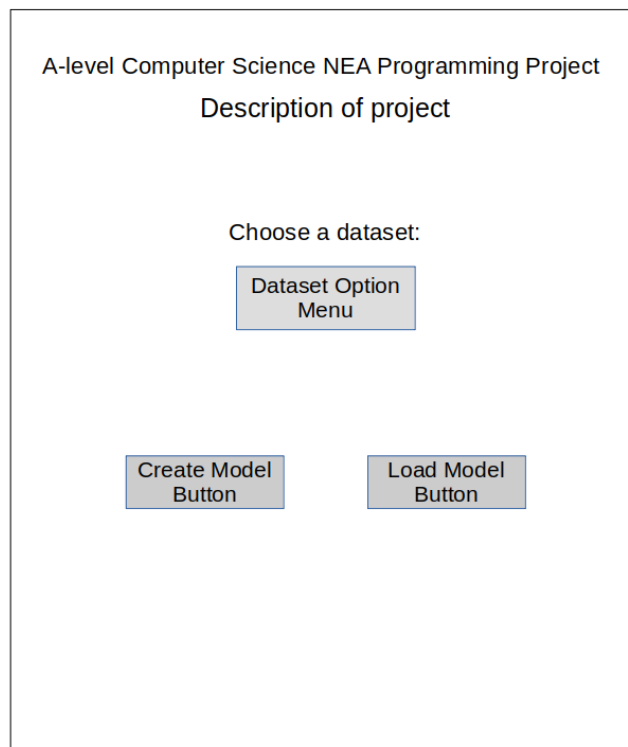 A-level Computer Science NEA Programming Project
Description of project
Choose a dataset:
Dataset Option
Menu
Create Model
Button
Load Model
Button